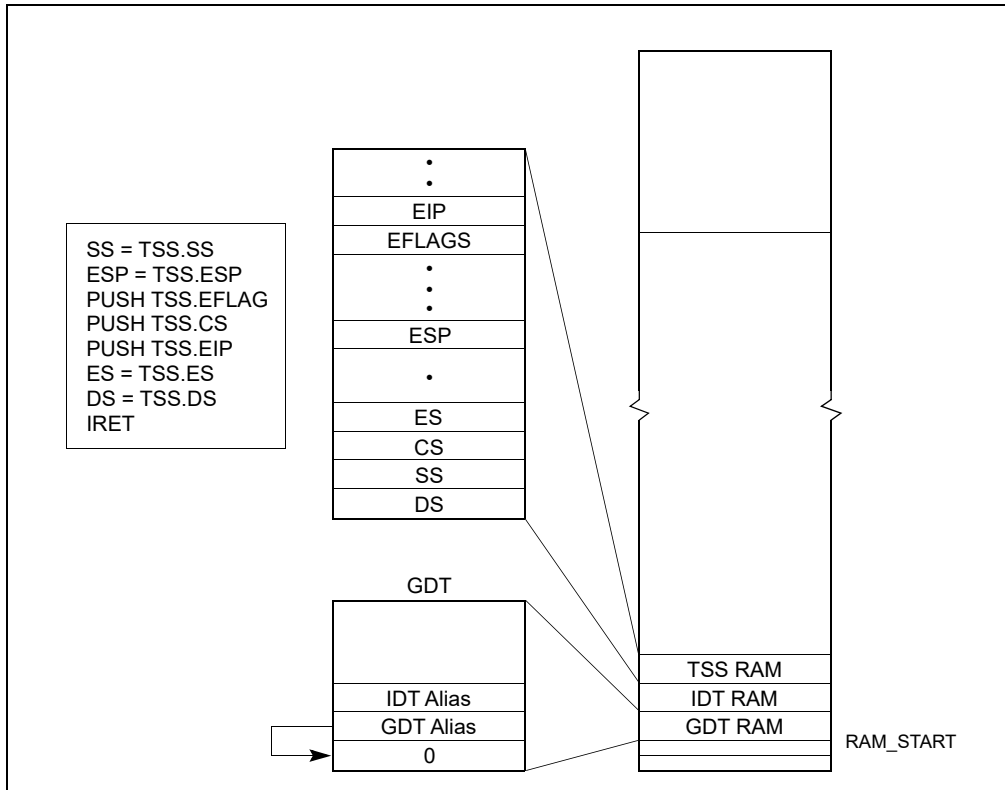 SS = TSS.SS
ESP = TSS.ESP
PUSH TSS.EFLAG
PUSH TSS.CS
PUSH TSS.EIP
ES = TSS.ES
DS = TSS.DS
IRET
EIP
EFLAGS
ESP
ES
CS
SS
DS
GDT
IDT Alias
GDT Alias
0
TSS RAM
IDT RAM
GDT RAM
RAM_START